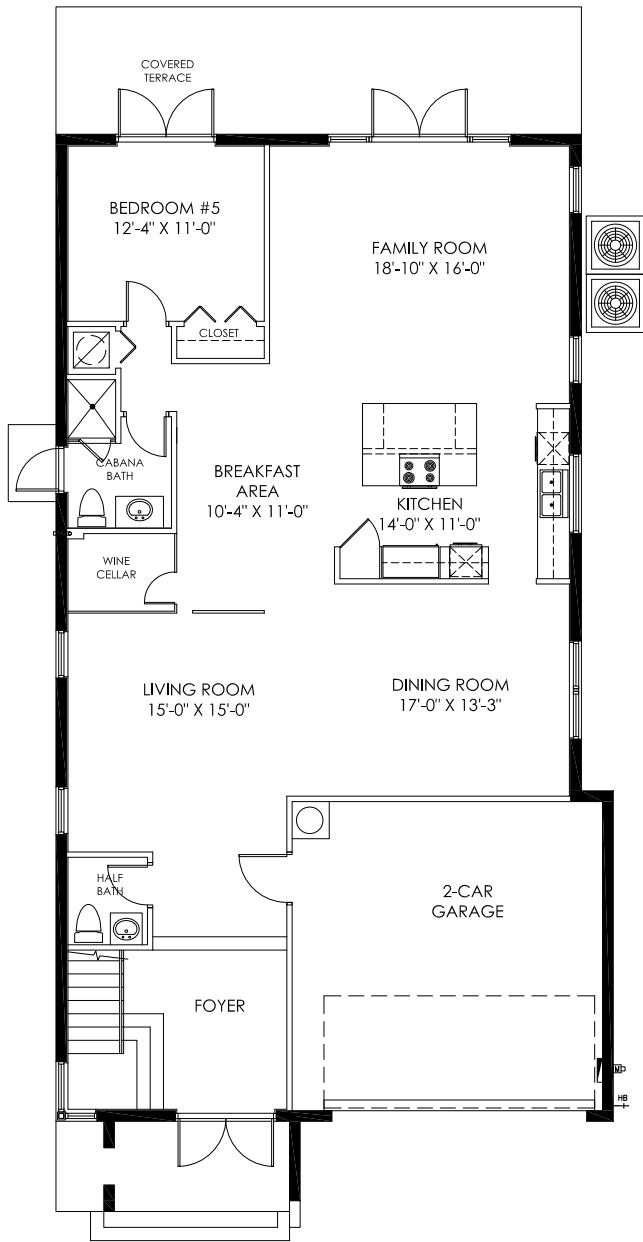 COVERED
TERRACE
BEDROOM #5
12'-4" X 11'-0"
FAMILY ROOM
18'-10" X 16'-0"
CLOSET
CABANA
BATH
BREAKFAST
AREA
10'-4" X 11'-0"
KITCHEN
14'-0" X 11'-0"
WINE
CELLAR
LIVING ROOM
15'-0" X 15'-0"
DINING ROOM
17'-0" X 13'-3"
HALF
BATH
2-CAR
GARAGE
FOYER
M
HB